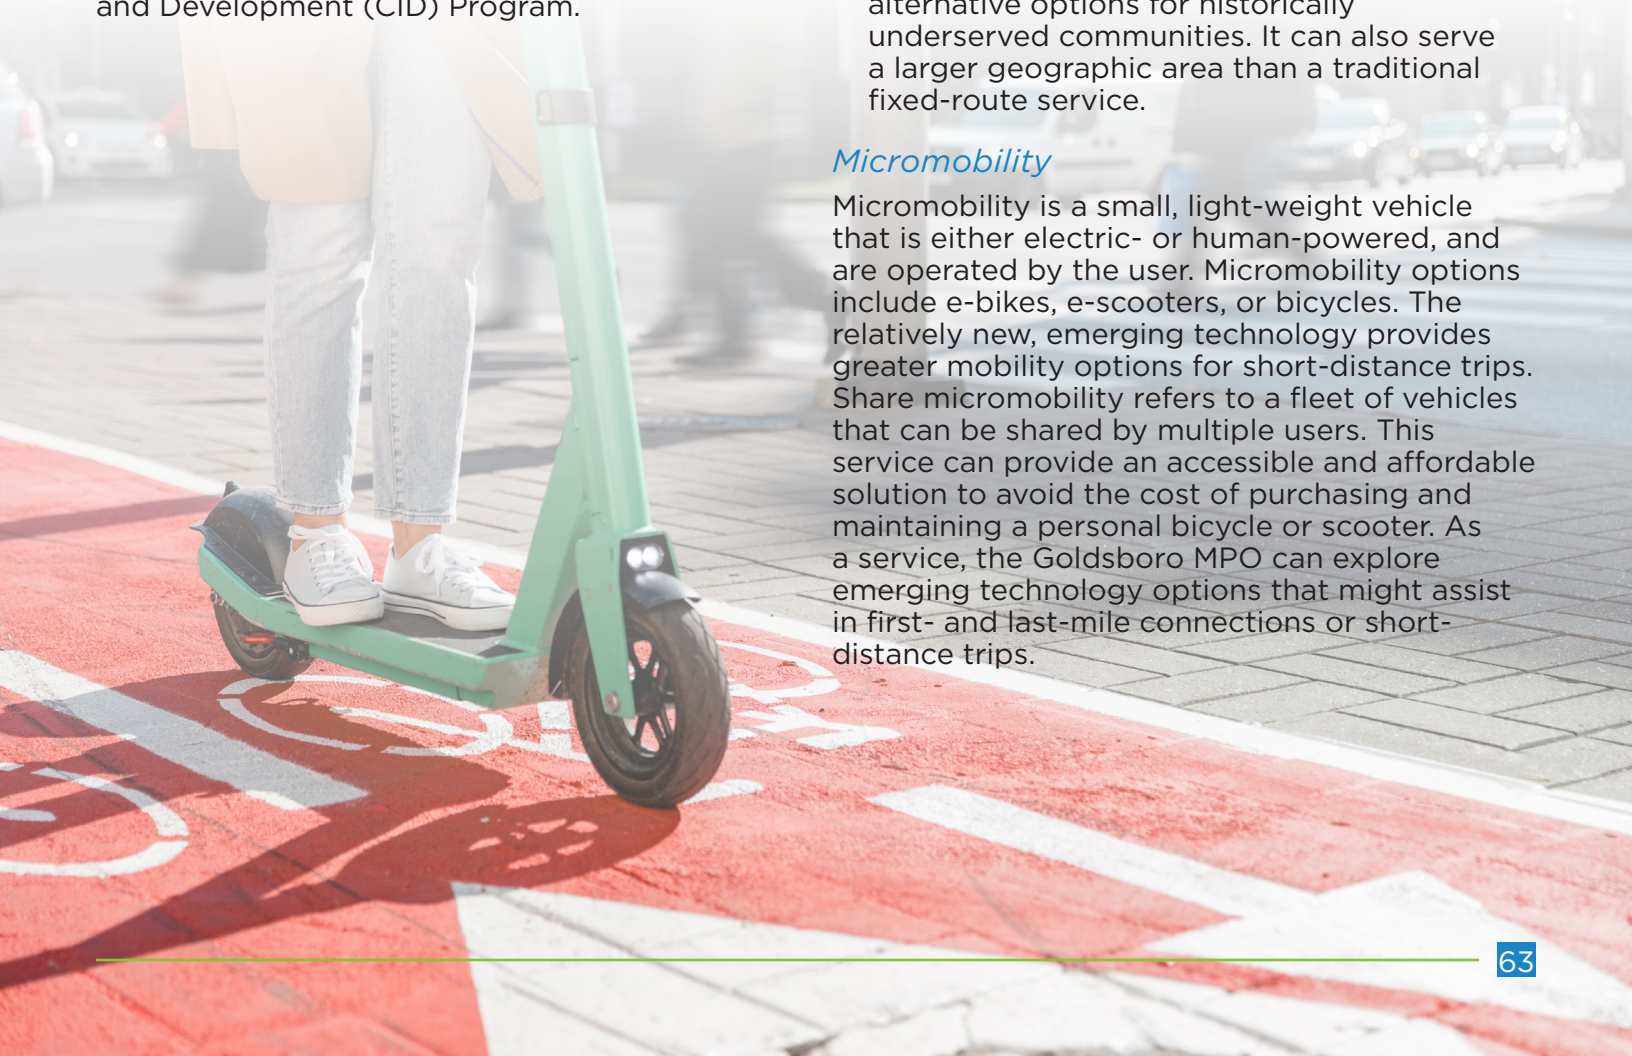 and Development (CID) Program.
alternative options for historically
underserved communities. It can also serve
a larger geographic area than a traditional
fixed-route service.
Micromobility
Micromobility is a small, light-weight vehicle
that is either electric- or human-powered, and
are operated by the user. Micromobility options
include e-bikes, e-scooters, or bicycles. The
relatively new, emerging technology provides
greater mobility options for short-distance trips.
Share micromobility refers to a fleet of vehicles
that can be shared by multiple users. This
service can provide an accessible and affordable
solution to avoid the cost of purchasing and
maintaining a personal bicycle or scooter. As
a service, the Goldsboro MPO can explore
emerging technology options that might assist
in first- and last-mile connections or short-
distance trips.
63